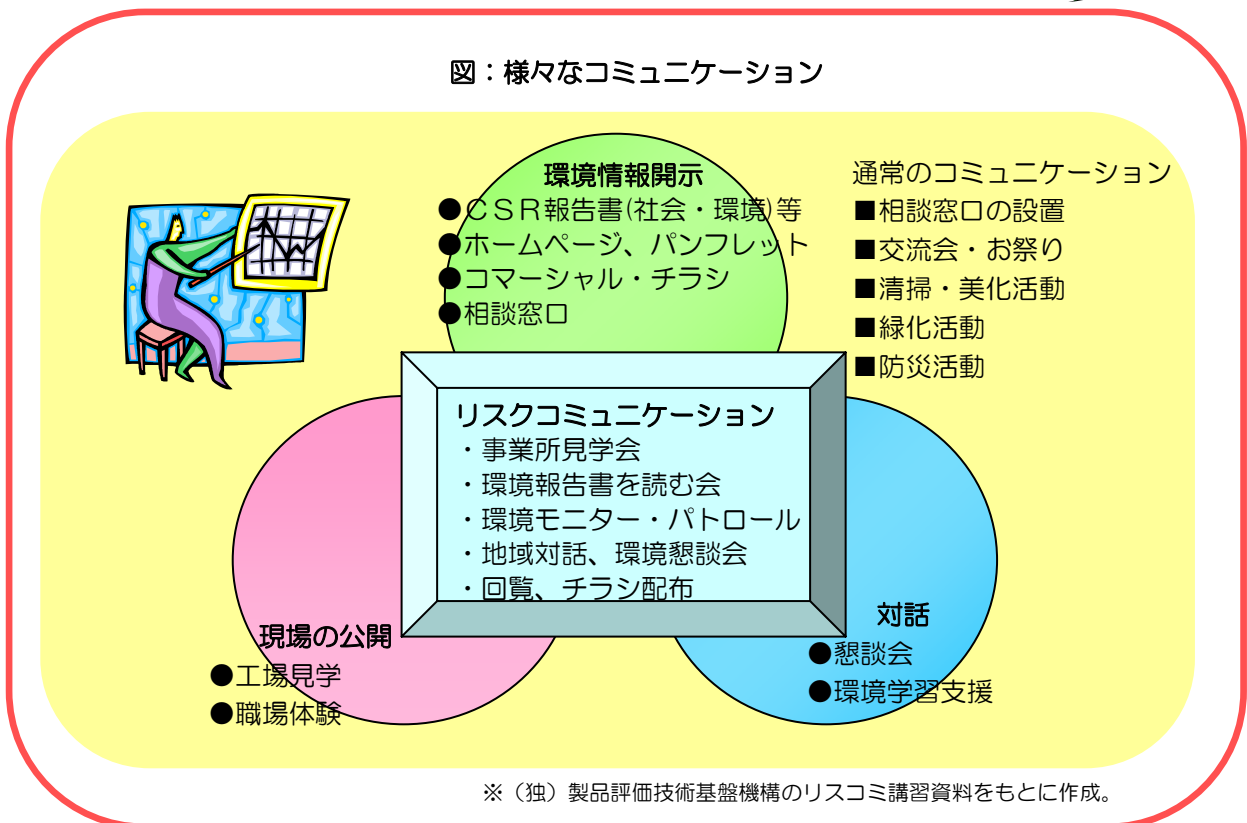 図：様々なコミュニケーション
環境情報開示
●ＣＳＲ報告書(社会・環境)等
●ホームページ、パンフレット
●コマーシャル・チラシ
●相談窓口
通常のコミュニケーション
■相談窓口の設置
■交流会・お祭り
■清掃・美化活動
■緑化活動
■防災活動
リスクコミュニケーション
・事業所見学会
・環境報告書を読む会
・環境モニター・パトロール
・地域対話、環境懇談会
・回覧、チラシ配布
現場の公開
●工場見学
●職場体験
対話
●懇談会
●環境学習支援
※（独）製品評価技術基盤機構のリスコミ講習資料をもとに作成。